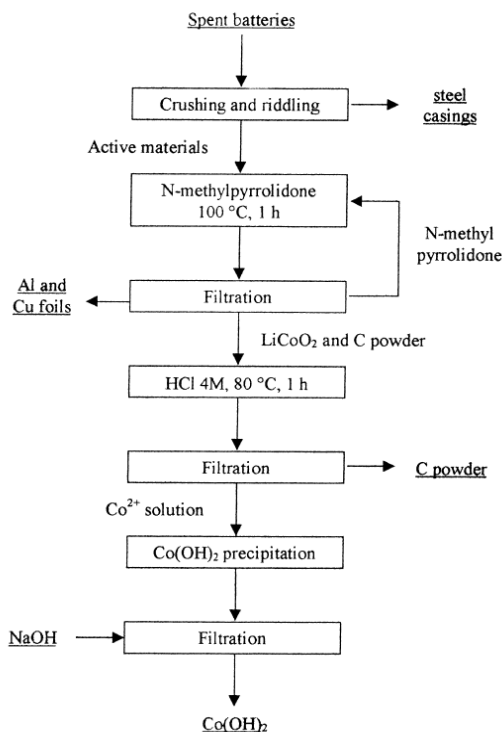 Spent batteries
Crushing and riddling
steel
casings
Active materials
N-methylpyrrolidone
100 °C, 1 h
N-methyl
pyrrolidone
Al and
Cu foils
Filtration
LiCoO₂ and C powder
HCl 4M, 80 °C, 1 h
Filtration
C powder
Co²⁺ solution
Co(OH)₂ precipitation
NaOH
Filtration
Co(OH)₂